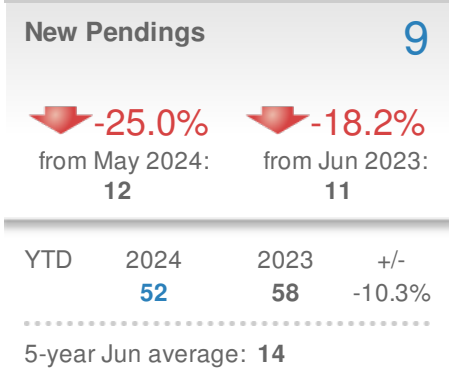 New Pendings 9
-25.0% -18.2%
from May 2024: from Jun 2023:
12 11
YTD 2024 2023 +/-
52 58 -10.3%
5-year Jun average: 14